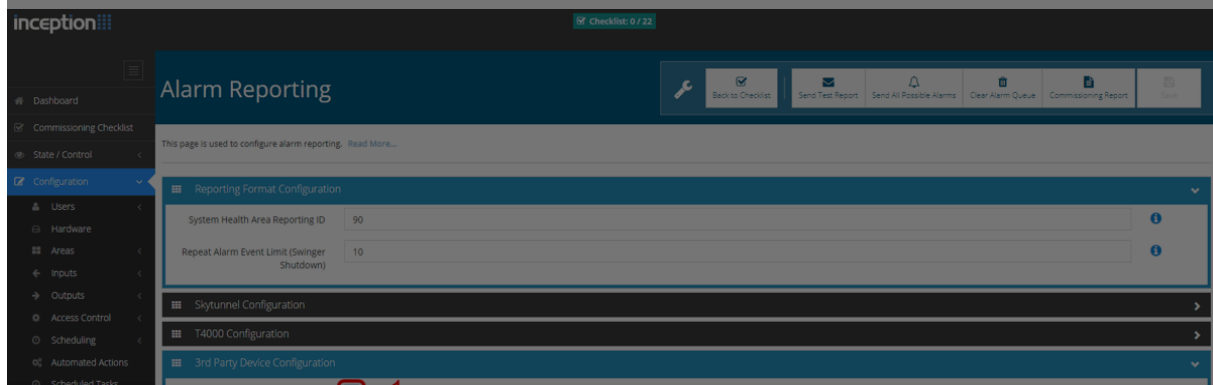 inception
Checklist: 0 / 22
Alarm Reporting
Back to Checklist
Send Test Report
Send All Possible Alarms
Clear Alarm Queue
Commissioning Report
Save
Dashboard
Commissioning Checklist
State / Control
Configuration
Users
Hardware
Areas
Inputs
Outputs
Access Control
Scheduling
Automated Actions
Scheduled Tasks
This page is used to configure alarm reporting. Read More...
Reporting Format Configuration
System Health Area Reporting ID 90
Repeat Alarm Event Limit (Swinger
Shutdown) 10
Skytunnel Configuration
T4000 Configuration
3rd Party Device Configuration